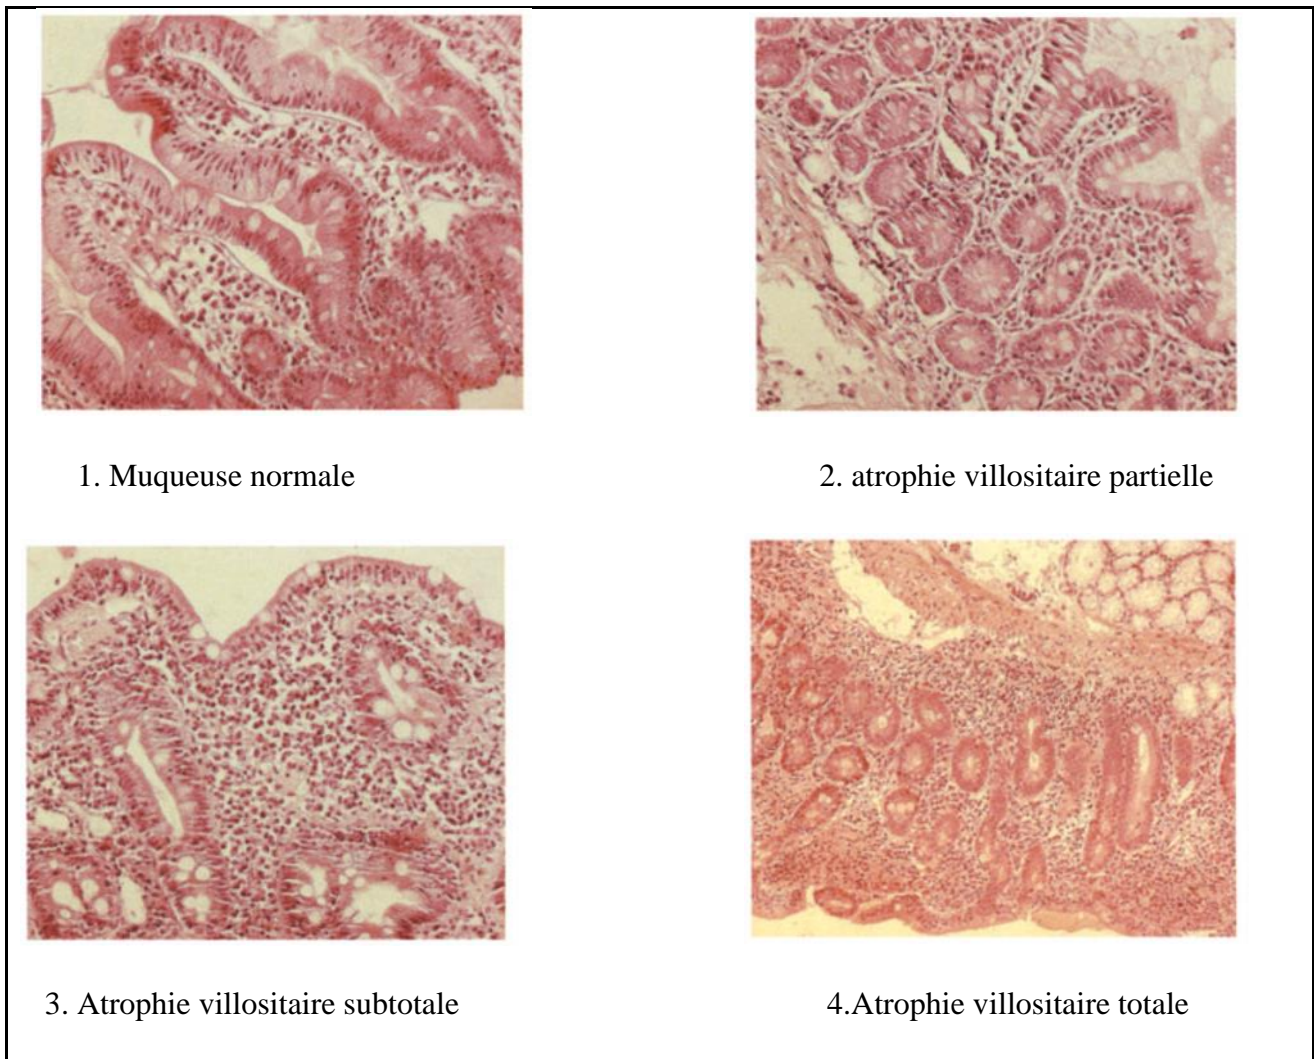 1. Muqueuse normale
2. atrophie villositaire partielle
3. Atrophie villositaire subtotale
4.Atrophie villositaire totale